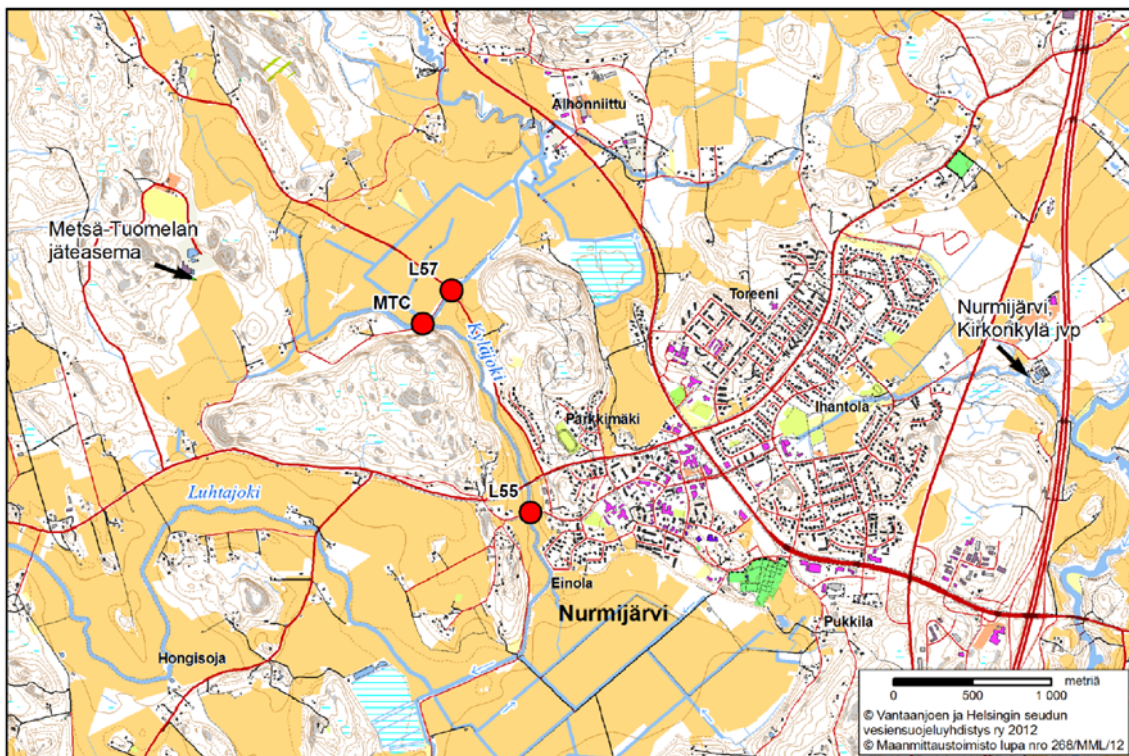 Alhonniittu
Metsä-Tuomelan
jäteasema
L57
MTC
Kyläjoki
Toreeni
Nurmijärvi,
Kirkonkylä jvp
Ihantola
Parkkimäki
L55
Luhtajoki
Einola
Nurmijärvi
Pukkila
Hongisoja
metriä
0 500 1 000
© Vantaanjoen ja Helsingin seudun
vesiensuojeluyhdistys ry 2012
© Maanmittaustoimisto lupa nro 268/MML/12